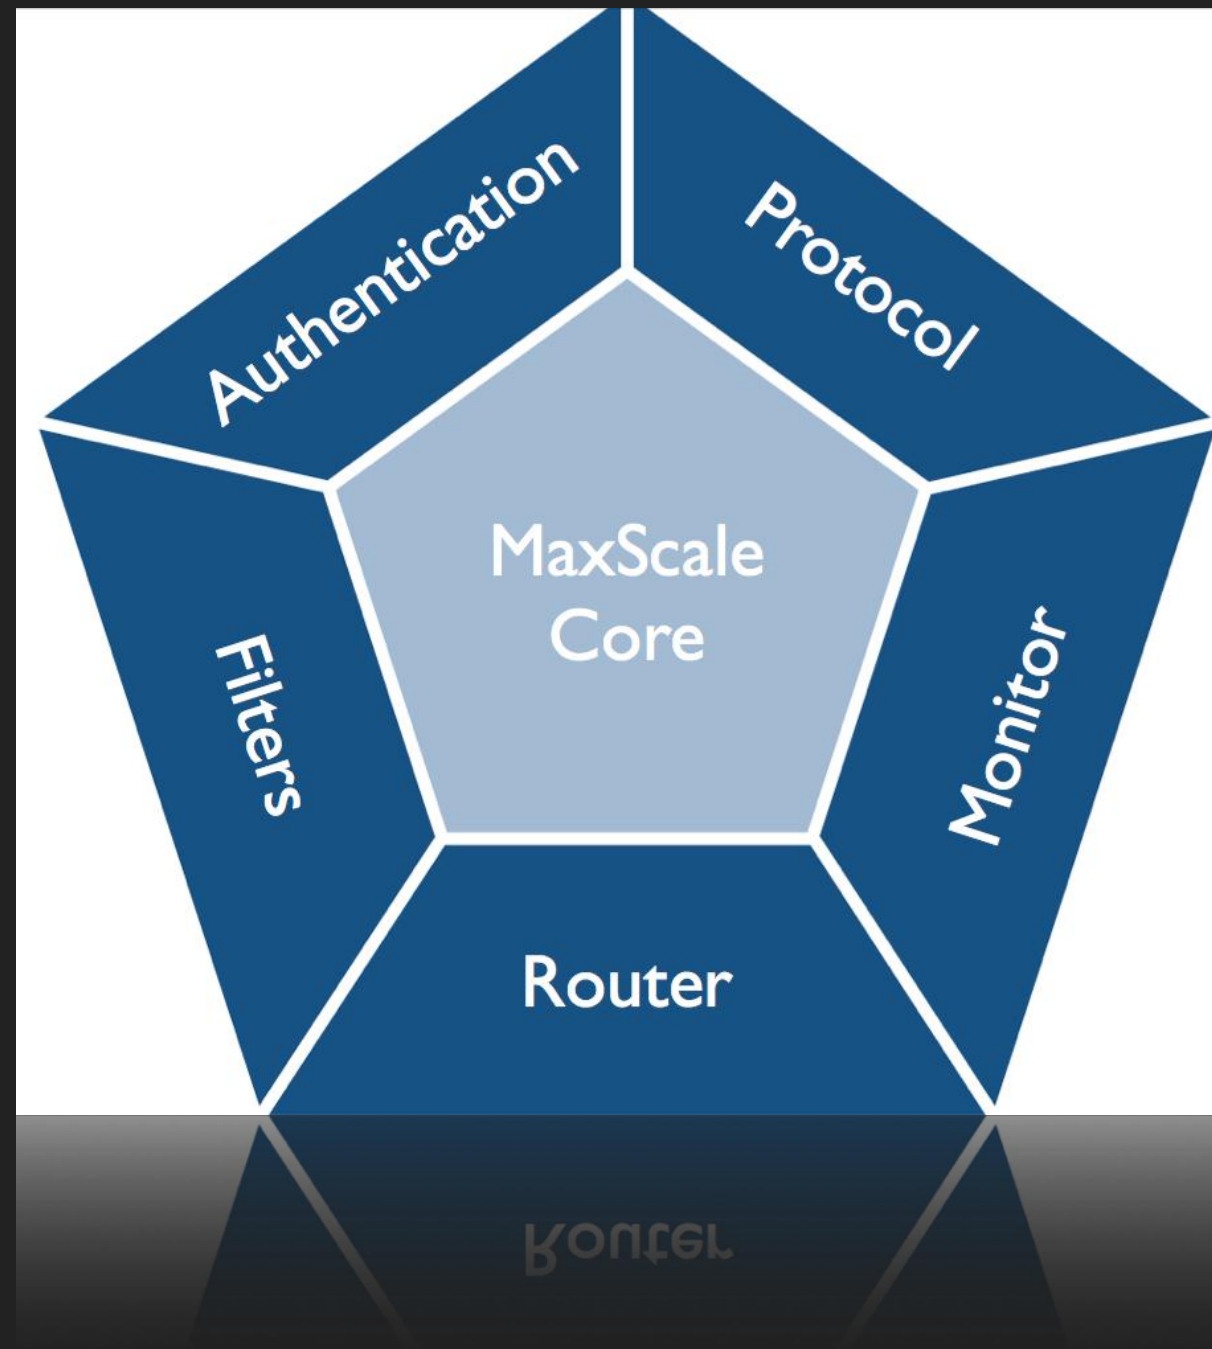 Authentication
Protocol
MaxScale
Core
Filters
Monitor
Router